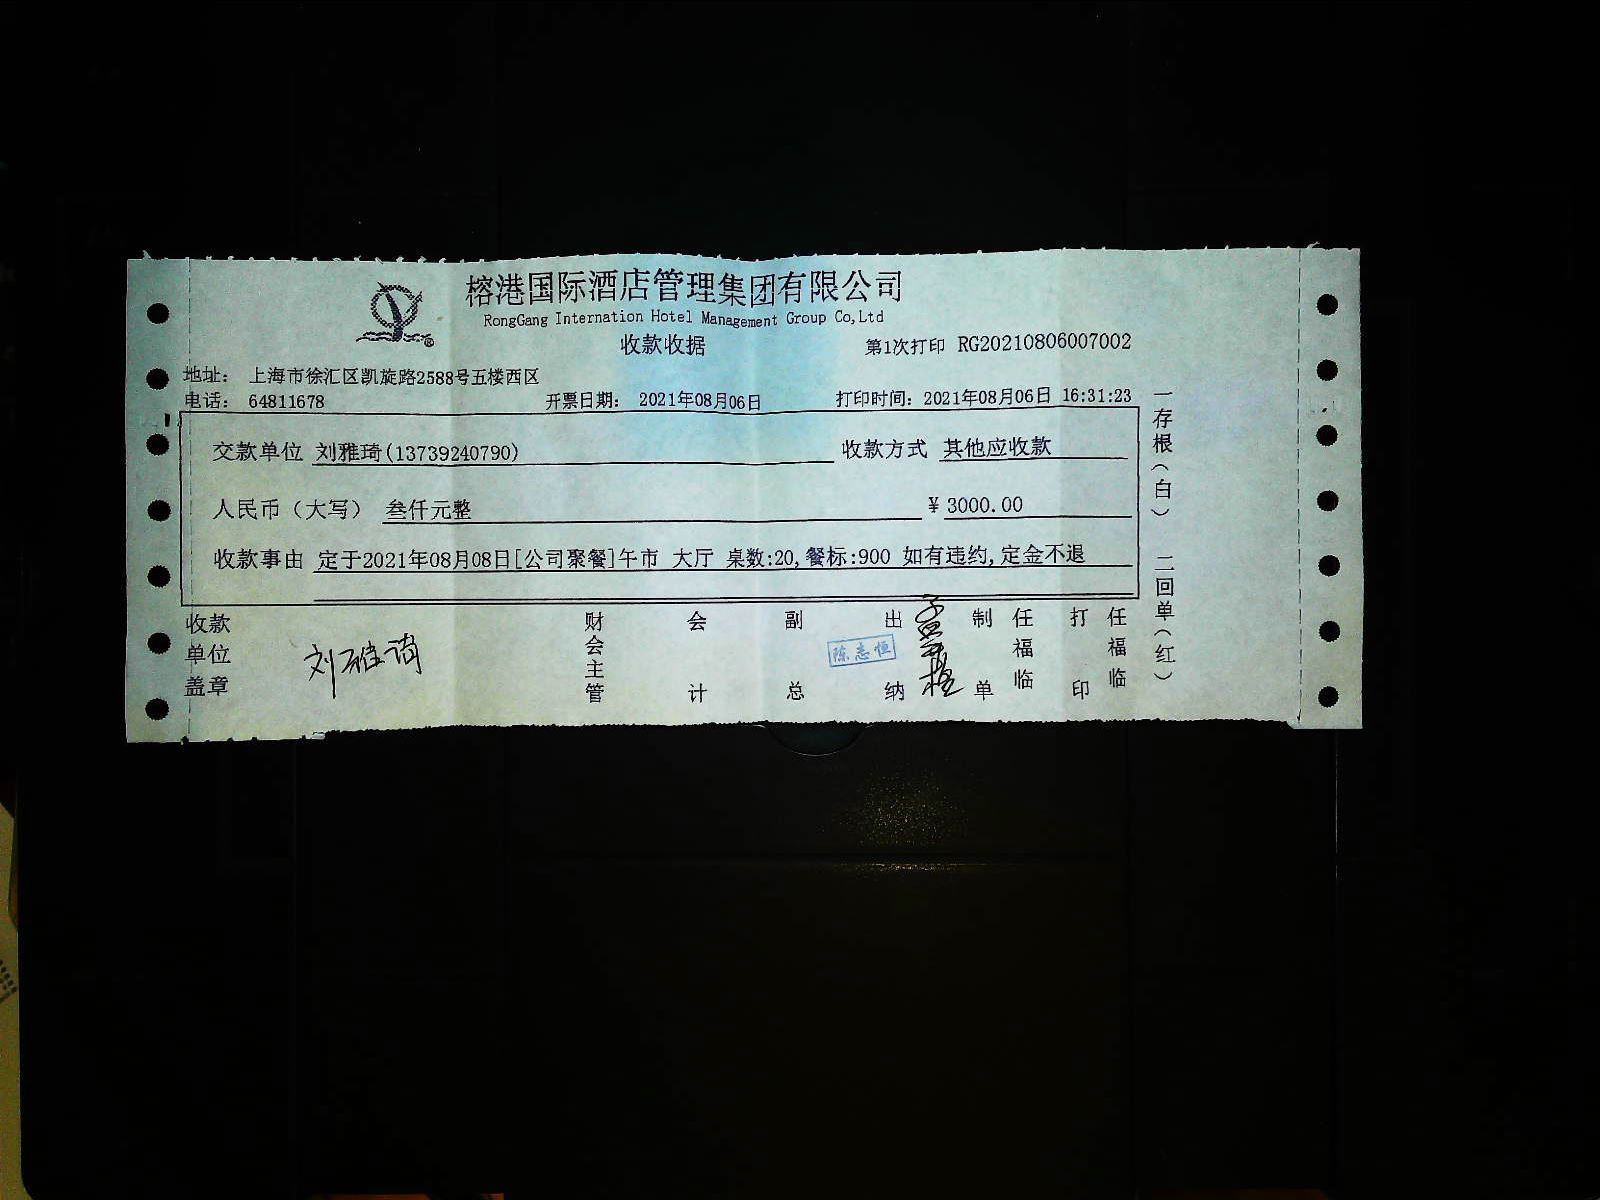 榕港国际酒店管理集团有限公司
RongGang Internation Hotel Management Group Co,Ltd
收款收据
第1次打印 RG20210806007002
地址： 上海市徐汇区凯旋路2588号五楼西区
电话： 64811678
开票日期： 2021年08月06日
打印时间：2021年08月06日 16:31:23
交款单位 刘雅琦(13739240790)
收款方式 其他应收款
人民币（大写） 叁仟元整
¥ 3000.00
收款事由 定于2021年08月08日[公司聚餐]午市 大厅 桌数:20,餐标:900 如有违约,定金不退
收款单位盖章
刘雅琦
财会主管
会计
副总
出纳
陈志恒
制单
任福临
打印
任福临
一存根（白） 二回单（红）